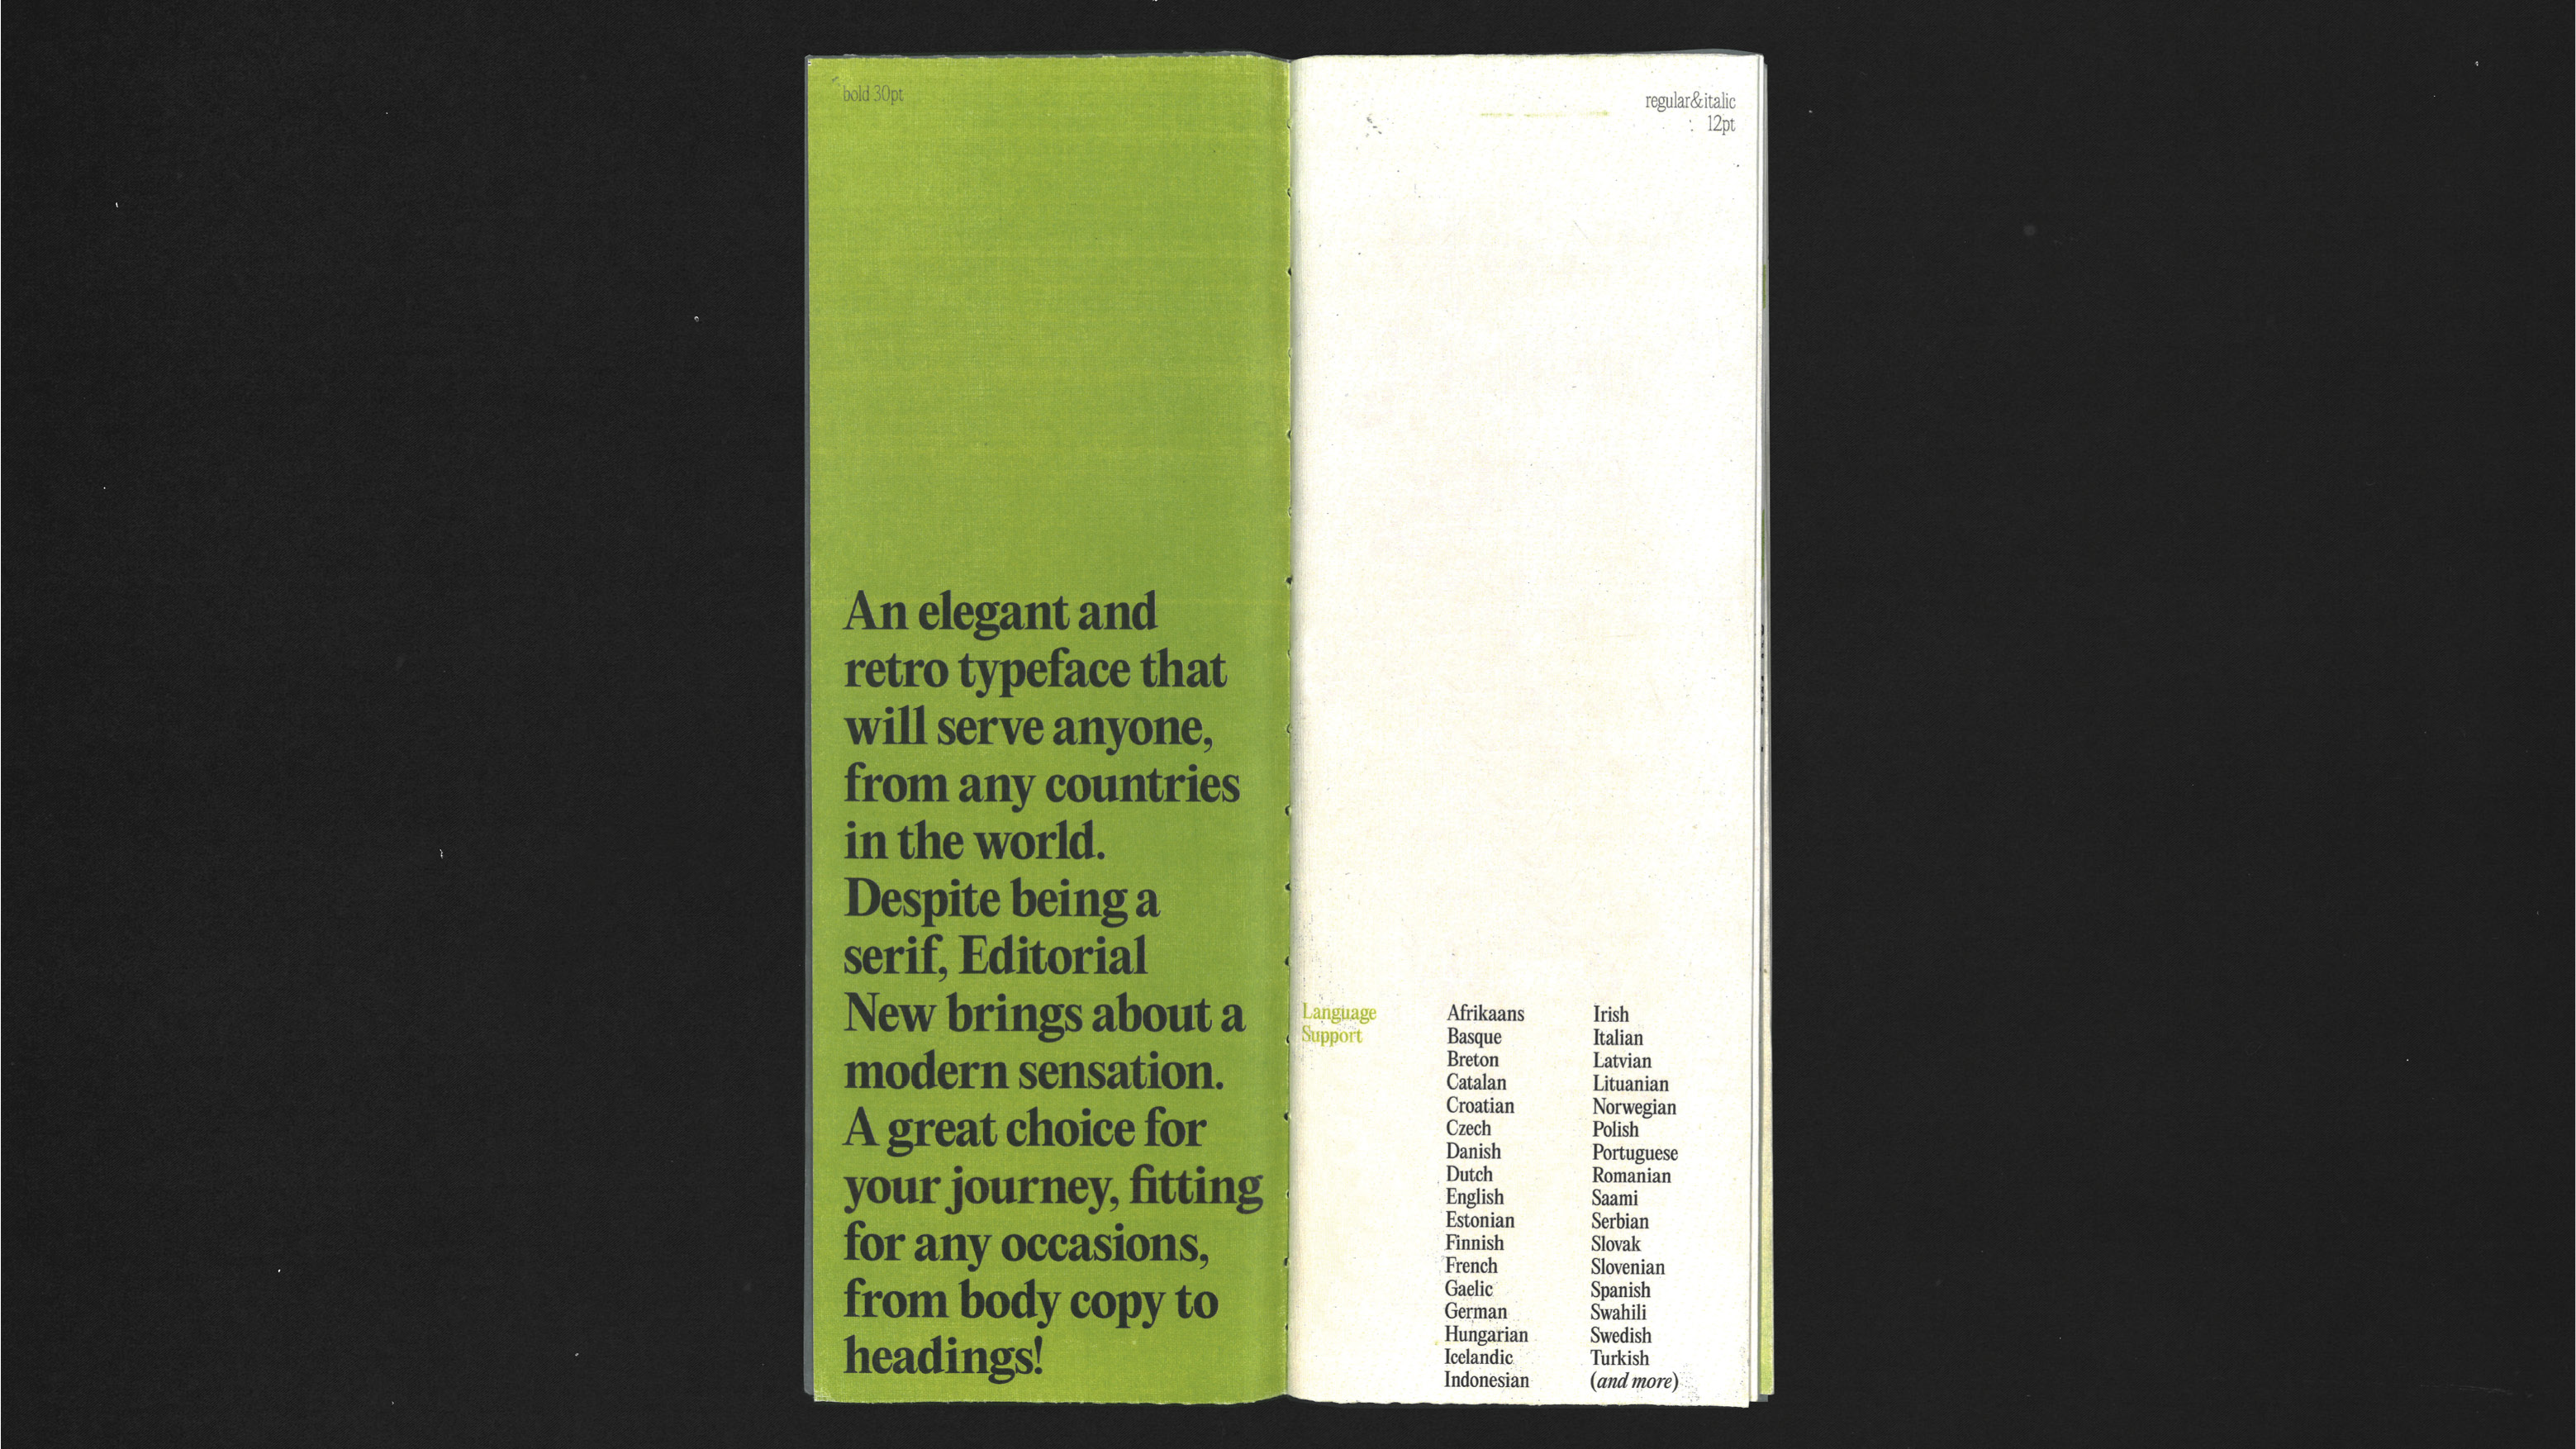 bold 30pt
An elegant and
retro typeface that
will serve anyone,
from any countries
in the world.
Despite being a
serif, Editorial
New brings about a
modern sensation.
A great choice for
your journey, fitting
for any occasions,
from body copy to
headings!
regular&italic
12pt
Language
Support
Afrikaans
Basque
Breton
Catalan
Croatian
Czech
Danish
Dutch
English
Estonian
Finnish
French
Gaelic
German
Hungarian
Icelandic
Indonesian
Irish
Italian
Latvian
Lituanian
Norwegian
Polish
Portuguese
Romanian
Saami
Serbian
Slovak
Slovenian
Spanish
Swahili
Swedish
Turkish
(and more)